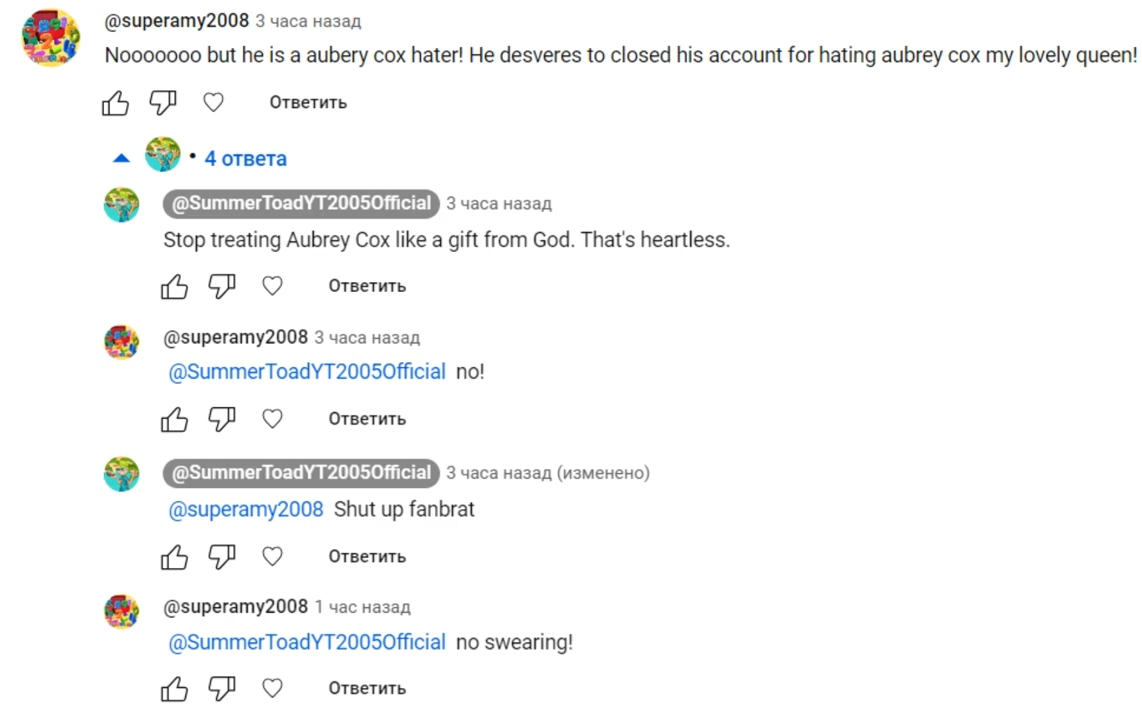 @superamy2008 3 часа назад
Nooooooo but he is a aubery cox hater! He desveres to closed his account for hating aubrey cox my lovely queen!
Ответить
• 4 ответа
@SummerToadYT2005Official 3 часа назад
Stop treating Aubrey Cox like a gift from God. That's heartless.
Ответить
@superamy2008 3 часа назад
@SummerToadYT2005Official no!
Ответить
@SummerToadYT2005Official 3 часа назад (изменено)
@superamy2008 Shut up fanbrat
Ответить
@superamy2008 1 час назад
@SummerToadYT2005Official no swearing!
Ответить